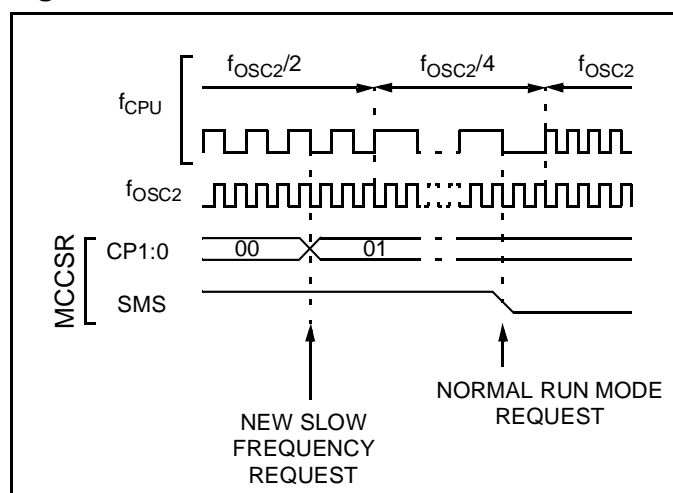 fOSC2/2 fOSC2/4 fOSC2
fCPU
fOSC2
MCCSR
CP1:0 00 01
SMS
NEW SLOW
FREQUENCY
REQUEST
NORMAL RUN MODE
REQUEST